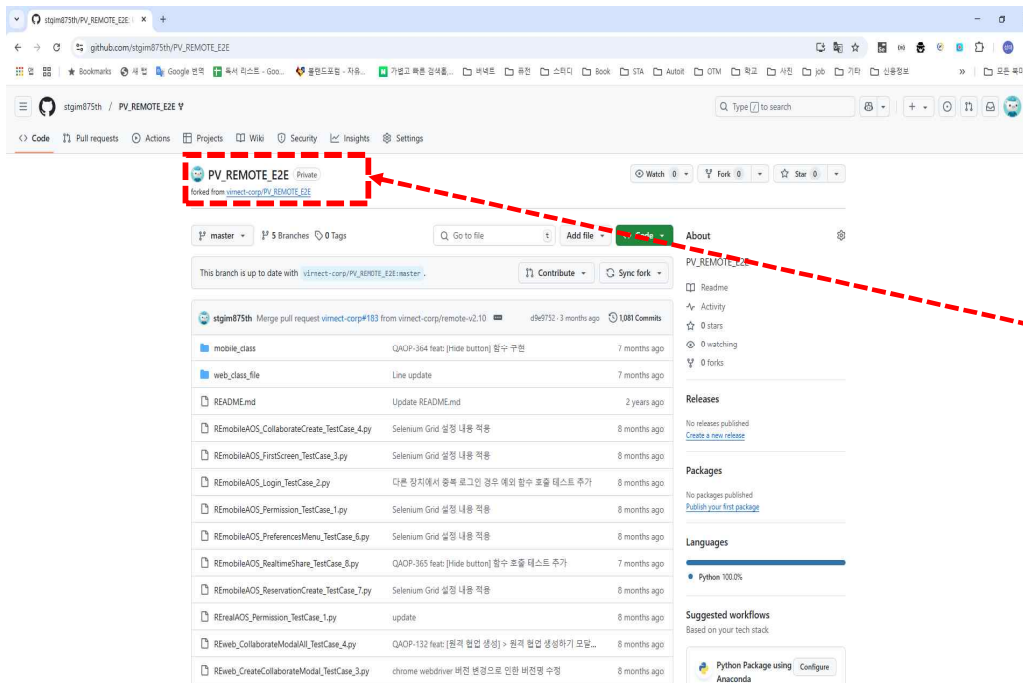 stgim875th/PV_REMOTE_E2E:
github.com/stgim875th/PV_REMOTE_E2E
앱
Bookmarks
새 탭
Google 번역
독서 리스트 - Goo...
폴랜드포럼 - 자유...
가볍고 빠른 검색홈,...
버넥트
퓨전
스터디
Book
STA
Autoit
OTM
학교
사진
job
기타
신용정보
»
모든 북마
stgim875th / PV_REMOTE_E2E
Type / to search
Code
Pull requests
Actions
Projects
Wiki
Security
Insights
Settings
PV_REMOTE_E2E Private
forked from virnect-corp/PV_REMOTE_E2E
Watch 0
Fork 0
Star 0
master
5 Branches
0 Tags
Go to file
t
Add file
Code
This branch is up to date with virnect-corp/PV_REMOTE_E2E:master .
Contribute
Sync fork
stgim875th Merge pull request virnect-corp#183 from virnect-corp/remote-v2.10
d9e9752 · 3 months ago
1,081 Commits
mobile_class QAOP-364 feat: [Hide button] 함수 구현 7 months ago
web_class_file Line update 7 months ago
README.md Update README.md 2 years ago
REmobileAOS_CollaborateCreate_TestCase_4.py Selenium Grid 설정 내용 적용 8 months ago
REmobileAOS_FirstScreen_TestCase_3.py Selenium Grid 설정 내용 적용 8 months ago
REmobileAOS_Login_TestCase_2.py 다른 장치에서 중복 로그인 경우 예외 함수 호출 테스트 추가 8 months ago
REmobileAOS_Permission_TestCase_1.py Selenium Grid 설정 내용 적용 8 months ago
REmobileAOS_PreferencesMenu_TestCase_6.py Selenium Grid 설정 내용 적용 8 months ago
REmobileAOS_RealtimeShare_TestCase_8.py QAOP-365 feat: [Hide button] 함수 호출 테스트 추가 7 months ago
REmobileAOS_ReservationCreate_TestCase_7.py Selenium Grid 설정 내용 적용 8 months ago
RErealAOS_Permission_TestCase_1.py update 8 months ago
REweb_CollaborateModalAll_TestCase_4.py QAOP-132 feat: [원격 협업 생성] > 원격 협업 생성하기 모달... 8 months ago
REweb_CreateCollaborateModal_TestCase_3.py chrome webdriver 버전 변경으로 인한 버전명 수정 8 months ago
About
PV_REMOTE_E2E
Readme
Activity
0 stars
0 watching
0 forks
Releases
No releases published
Create a new release
Packages
No packages published
Publish your first package
Languages
Python 100.0%
Suggested workflows
Based on your tech stack
Python Package using Anaconda
Configure